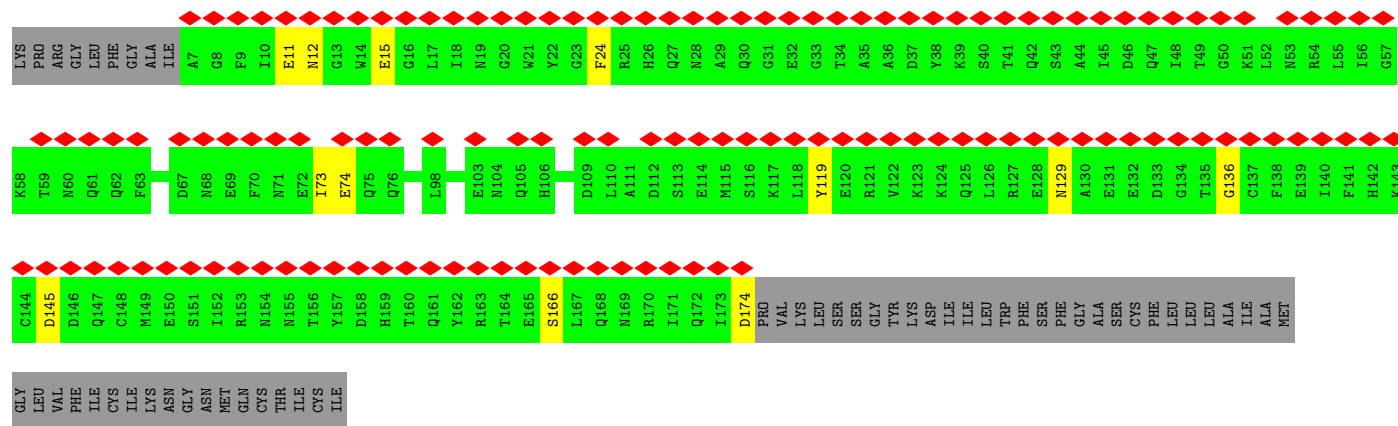 LYS PRO ARG GLY LEU PHE GLY ALA ILE A7 G8 F9 I10 E11 N12 G13 W14 E15 G16 L17 I18 N19 G20 W21 Y22 G23 F24 R25 H26 Q27 N28 A29 Q30 G31 E32 G33 T34 A35 A36 D37 Y38 K39 S40 T41 Q42 S43 A44 I45 D46 Q47 I48 T49 G50 K51 L52 N53 R54 L55 I56 G57
K58 T59 N60 Q61 Q62 F63 D67 N68 E69 F70 N71 E72 I73 E74 Q75 Q76 L98 E103 N104 Q105 H106 D109 L110 A111 D112 S113 E114 M115 S116 K117 L118 Y119 E120 R121 V122 K123 K124 Q125 L126 R127 E128 N129 A130 E131 E132 D133 G134 T135 G136 C137 F138 E139 I140 F141 H142 K143
C144 D145 D146 Q147 C148 M149 E150 S151 I152 R153 N154 N155 T156 Y157 D158 H159 T160 Q161 Y162 R163 T164 E165 S166 L167 Q168 N169 R170 I171 Q172 I173 D174 PRO VAL LYS LEU SER SER GLY TYR LYS ASP ILE ILE LEU TRP PHE SER PHE GLY ALA SER CYS PHE LEU LEU LEU ALA ILE ALA MET
GLY LEU VAL PHE ILE CYS ILE LYS ASN GLY ASN MET GLN CYS THR ILE CYS ILE